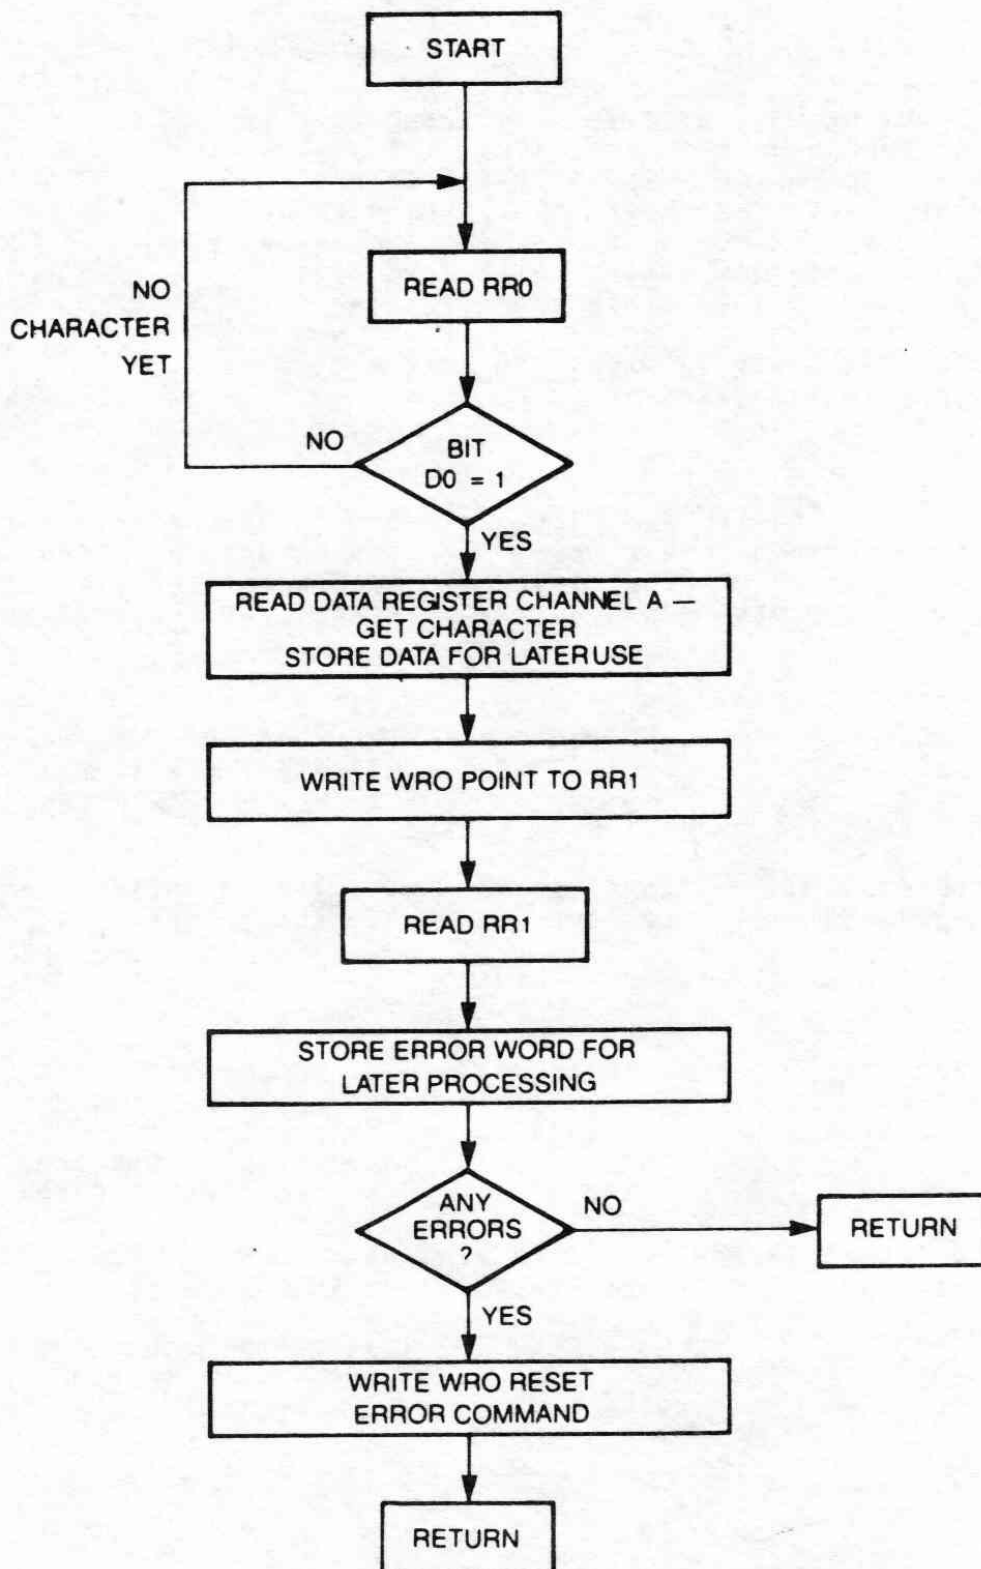 START
READ RR0
NO
CHARACTER
YET
NO
BIT
D0 = 1
YES
READ DATA REGISTER CHANNEL A —
GET CHARACTER
STORE DATA FOR LATER USE
WRITE WRO POINT TO RR1
READ RR1
STORE ERROR WORD FOR
LATER PROCESSING
ANY
ERRORS
?
NO
RETURN
YES
WRITE WRO RESET
ERROR COMMAND
RETURN